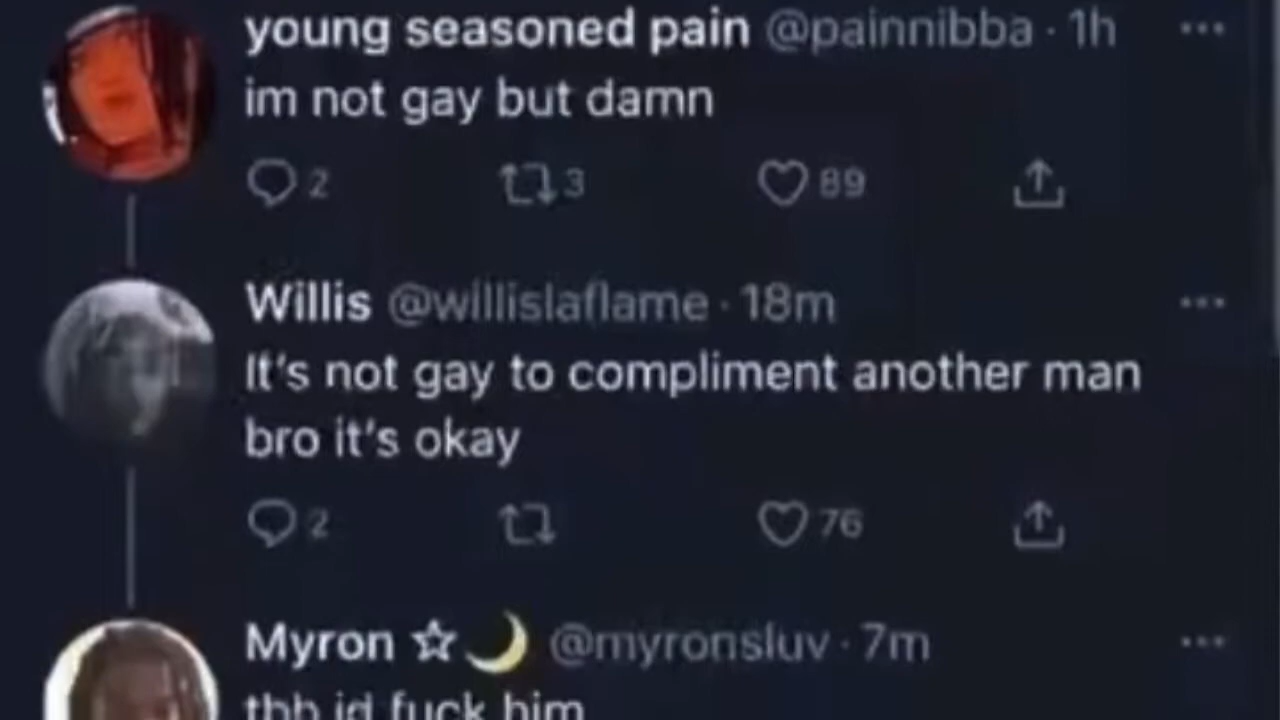 young seasoned pain @painnibba · 1h
im not gay but damn
2 3 89
Willis @willislaflame · 18m
It's not gay to compliment another man
bro it's okay
2 76
Myron ☆🌙 @myronsluv · 7m
tbh id fuck him